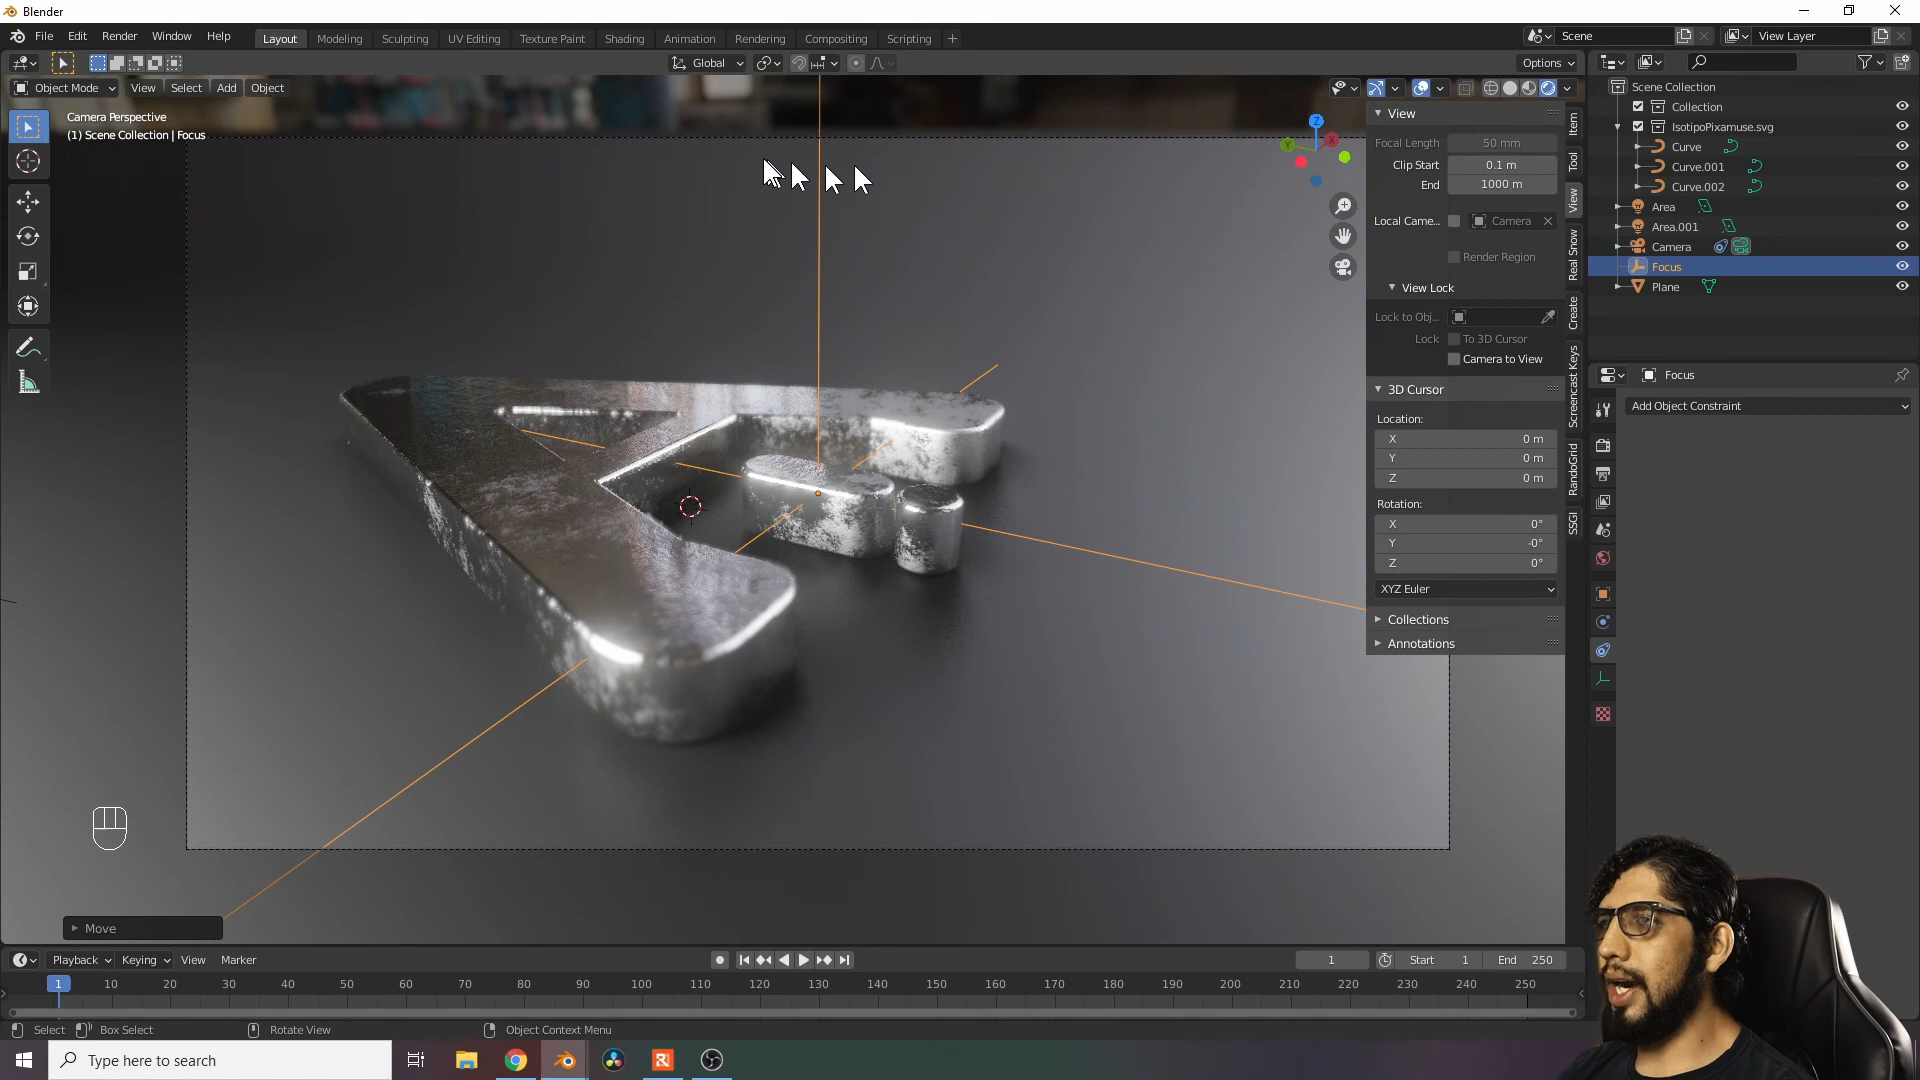 Blender
File Edit Render Window Help
Layout Modeling Sculpting UV Editing Texture Paint Shading Animation Rendering Compositing Scripting
Scene View Layer
Global Options
Object Mode View Select Add Object
Camera Perspective
(1) Scene Collection | Focus
View
Focal Length 50 mm
Clip Start 0.1 m
End 1000 m
Local Came... Camera
Render Region
View Lock
Lock to Obj...
Lock To 3D Cursor
Camera to View
3D Cursor
Location:
X 0 m
Y 0 m
Z 0 m
Rotation:
X 0°
Y -0°
Z 0°
XYZ Euler
Collections
Annotations
Item
Tool
View
Real Snow
Create
Screencast Keys
RandoGrid
SSGI
Z
Y
X
Scene Collection
Collection
IsotipoPixamuse.svg
Curve
Curve.001
Curve.002
Area
Area.001
Camera
Focus
Plane
Focus
Add Object Constraint
Move
Playback Keying View Marker
1 Start 1 End 250
1 10 20 30 40 50 60 70 80 90 100 110 120 130 140 150 160 170 180 190 200 210 220 230 240 250
Select Box Select Rotate View Object Context Menu
Type here to search